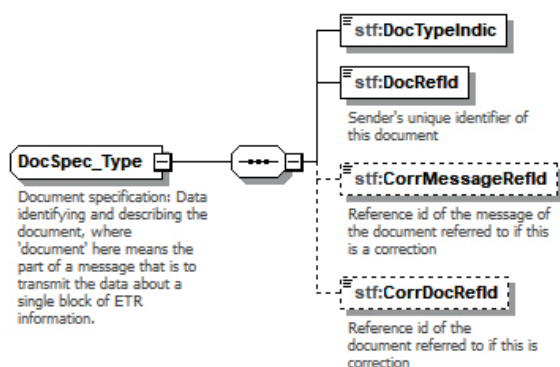 stf:DocTypeIndic
stf:DocRefId
Sender's unique identifier of
this document
DocSpec_Type
Document specification: Data
identifying and describing the
document, where
'document' here means the
part of a message that is to
transmit the data about a
single block of ETR
information.
stf:CorrMessageRefId
Reference id of the message of
the document referred to if this
is a correction
stf:CorrDocRefId
Reference id of the
document referred to if this is
correction